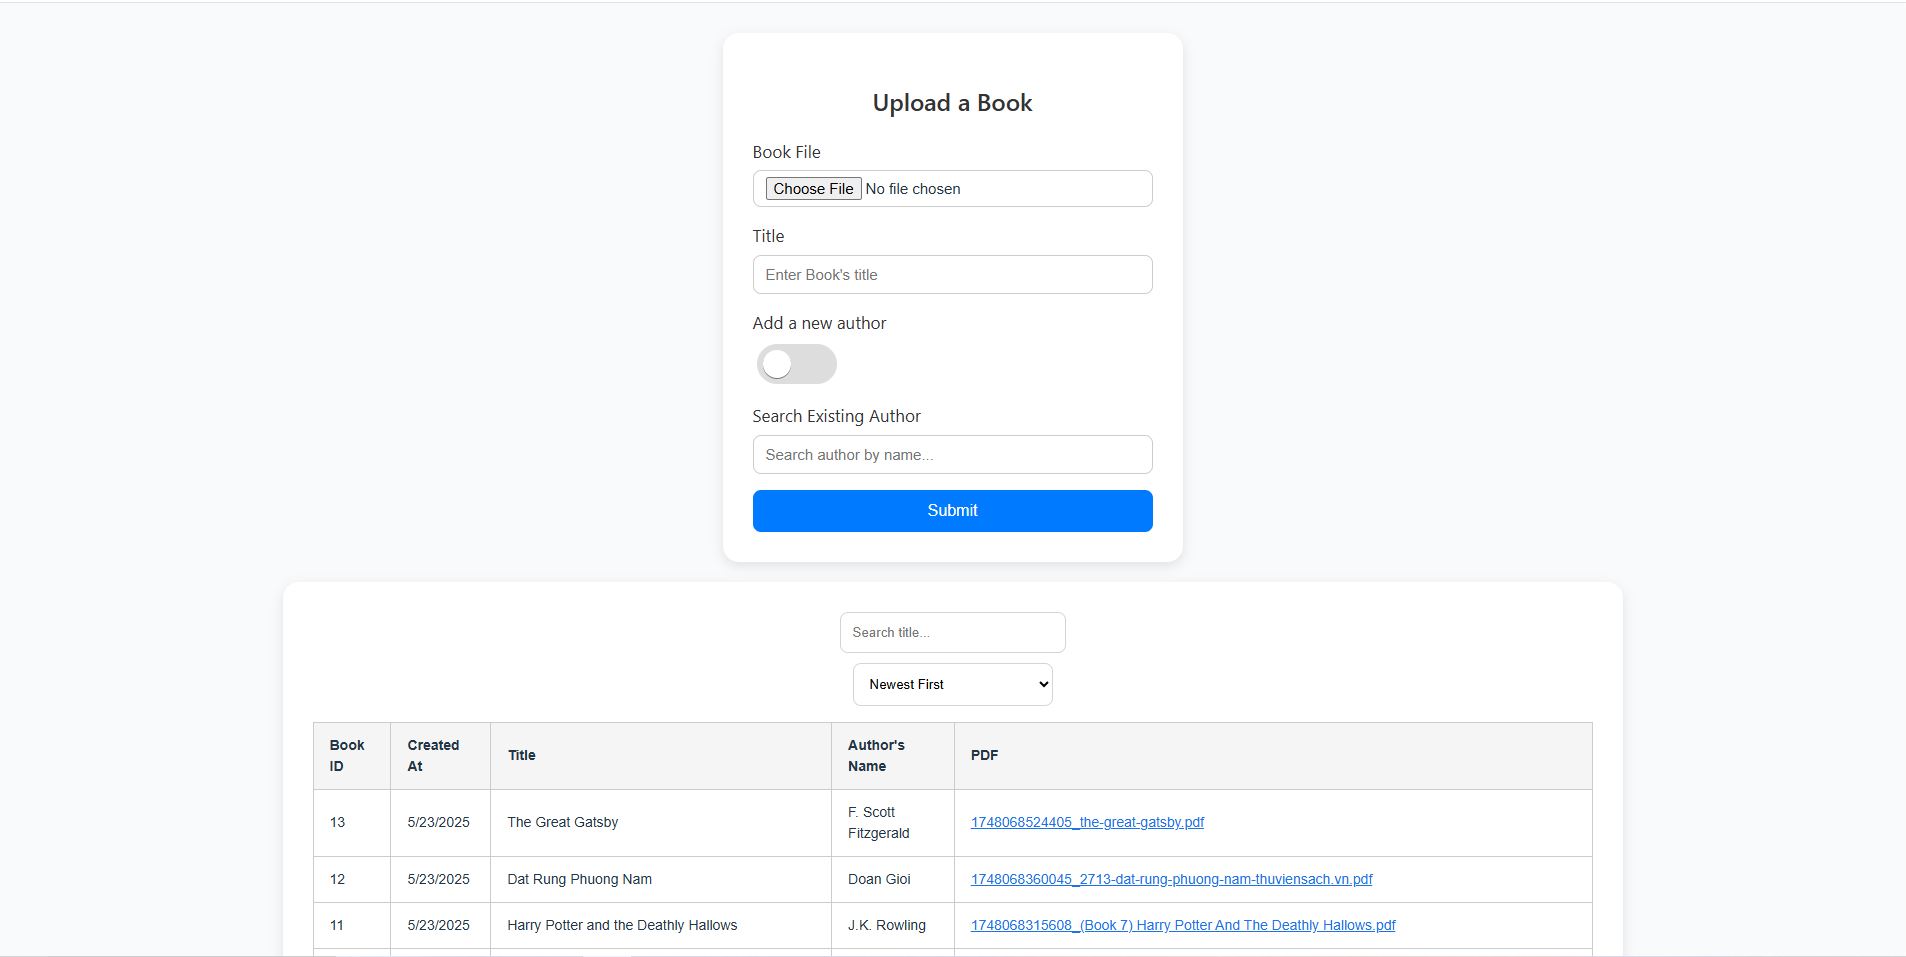 Upload a Book
Book File
Choose File No file chosen
Title
Enter Book's title
Add a new author
Search Existing Author
Search author by name...
Submit
Search title...
Newest First
Book ID
Created At
Title
Author's Name
PDF
13
5/23/2025
The Great Gatsby
F. Scott Fitzgerald
1748068524405_the-great-gatsby.pdf
12
5/23/2025
Dat Rung Phuong Nam
Doan Gioi
1748068360045_2713-dat-rung-phuong-nam-thuviensach.vn.pdf
11
5/23/2025
Harry Potter and the Deathly Hallows
J.K. Rowling
1748068315608_(Book 7) Harry Potter And The Deathly Hallows.pdf